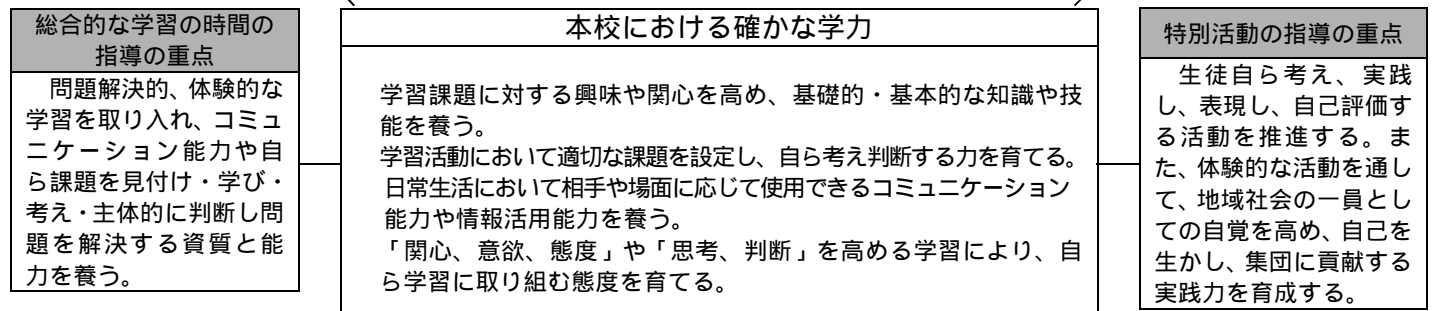 総合的な学習の時間の
指導の重点
問題解決的、体験的な
学習を取り入れ、コミュ
ニケーション能力や自
ら課題を見付け・学び・
考え・主体的に判断し問
題を解決する資質と能
力を養う。
本校における確かな学力
学習課題に対する興味や関心を高め、基礎的・基本的な知識や技
能を養う。
学習活動において適切な課題を設定し、自ら考え判断する力を育てる。
日常生活において相手や場面に応じて使用できるコミュニケーション
能力や情報活用能力を養う。
「関心、意欲、態度」や「思考、判断」を高める学習により、自
ら学習に取り組む態度を育てる。
特別活動の指導の重点
生徒自ら考え、実践
し、表現し、自己評価す
る活動を推進する。ま
た、体験的な活動を通し
て、地域社会の一員とし
ての自覚を高め、自己を
生かし、集団に貢献する
実践力を育成する。